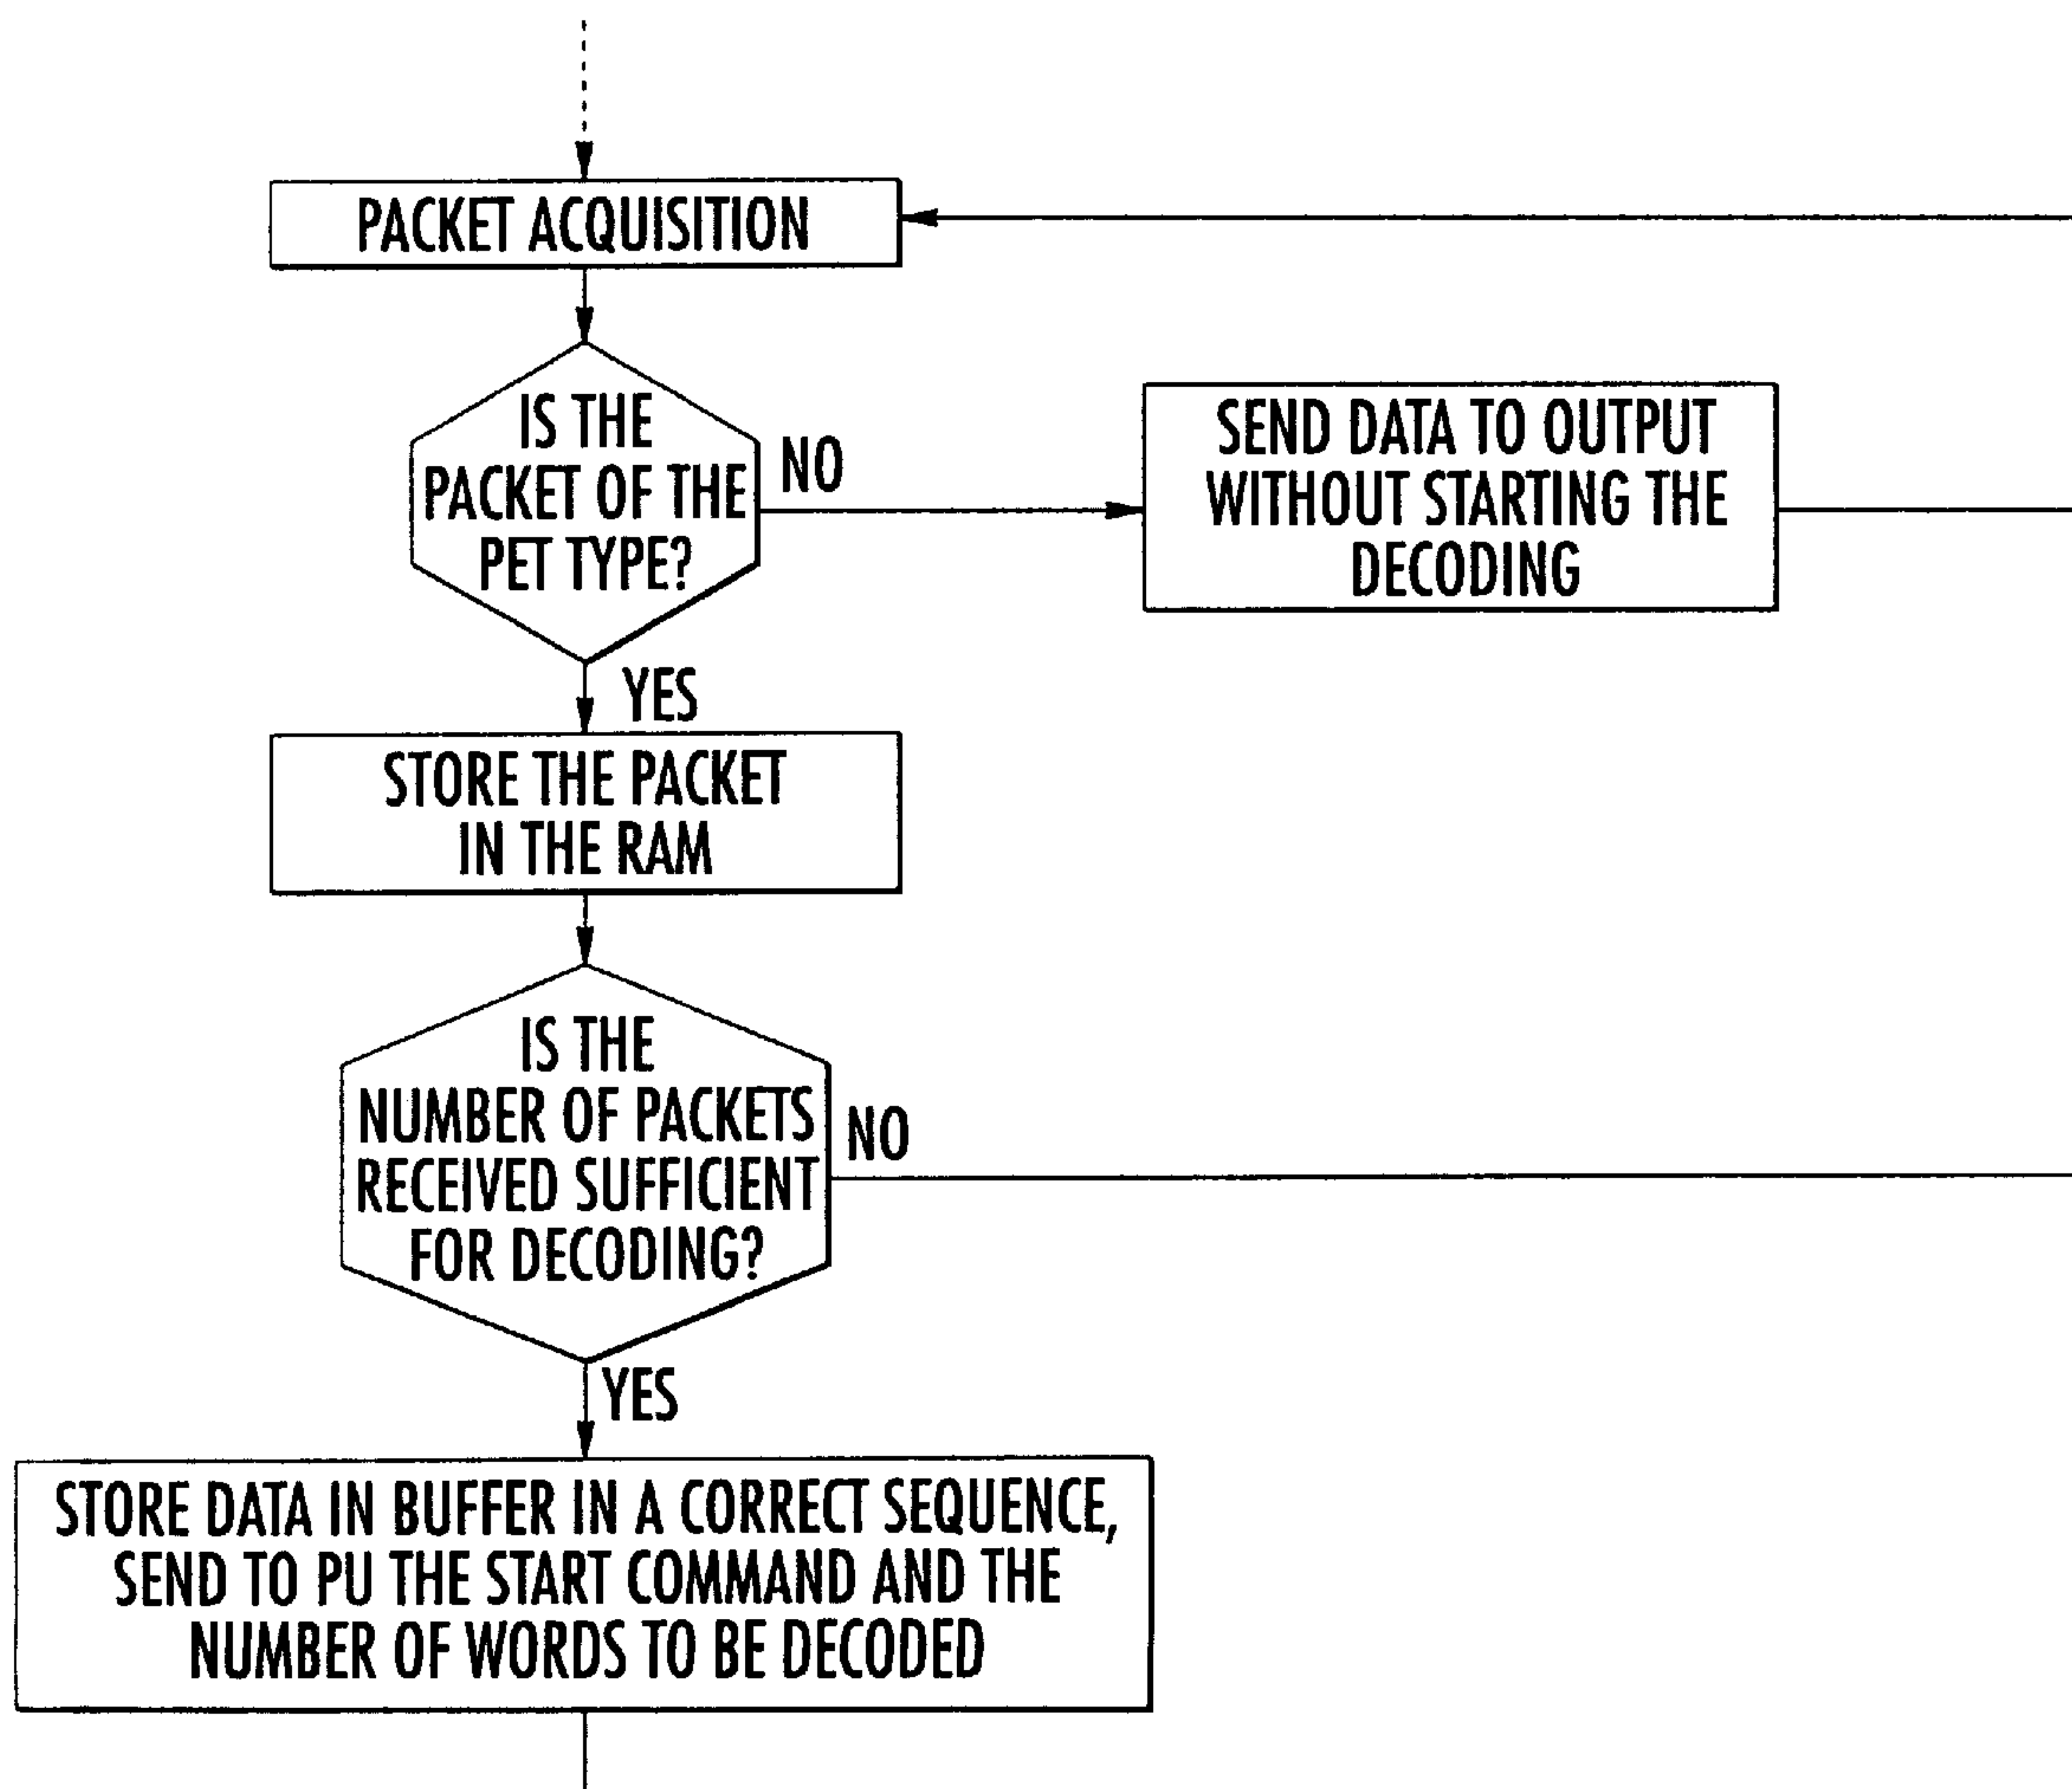 PACKET ACQUISITION
IS THE
PACKET OF THE
PET TYPE?
NO
SEND DATA TO OUTPUT
WITHOUT STARTING THE
DECODING
YES
STORE THE PACKET
IN THE RAM
IS THE
NUMBER OF PACKETS
RECEIVED SUFFICIENT
FOR DECODING?
NO
YES
STORE DATA IN BUFFER IN A CORRECT SEQUENCE,
SEND TO PU THE START COMMAND AND THE
NUMBER OF WORDS TO BE DECODED